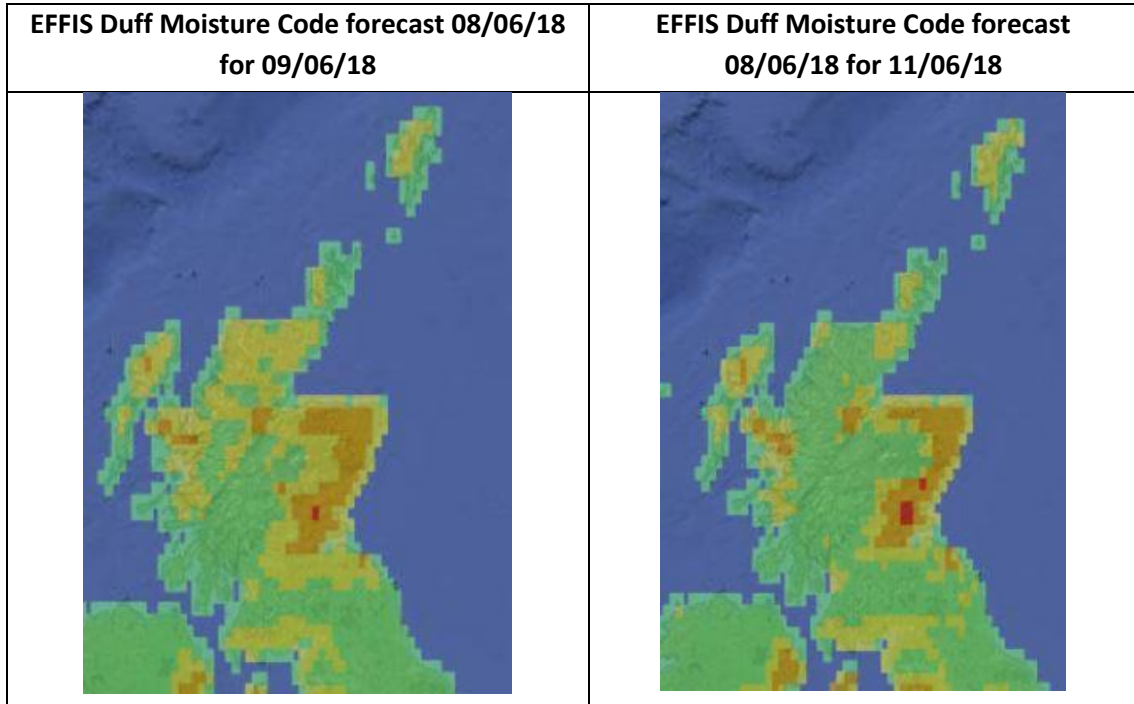 EFFIS Duff Moisture Code forecast 08/06/18
for 09/06/18
EFFIS Duff Moisture Code forecast
08/06/18 for 11/06/18